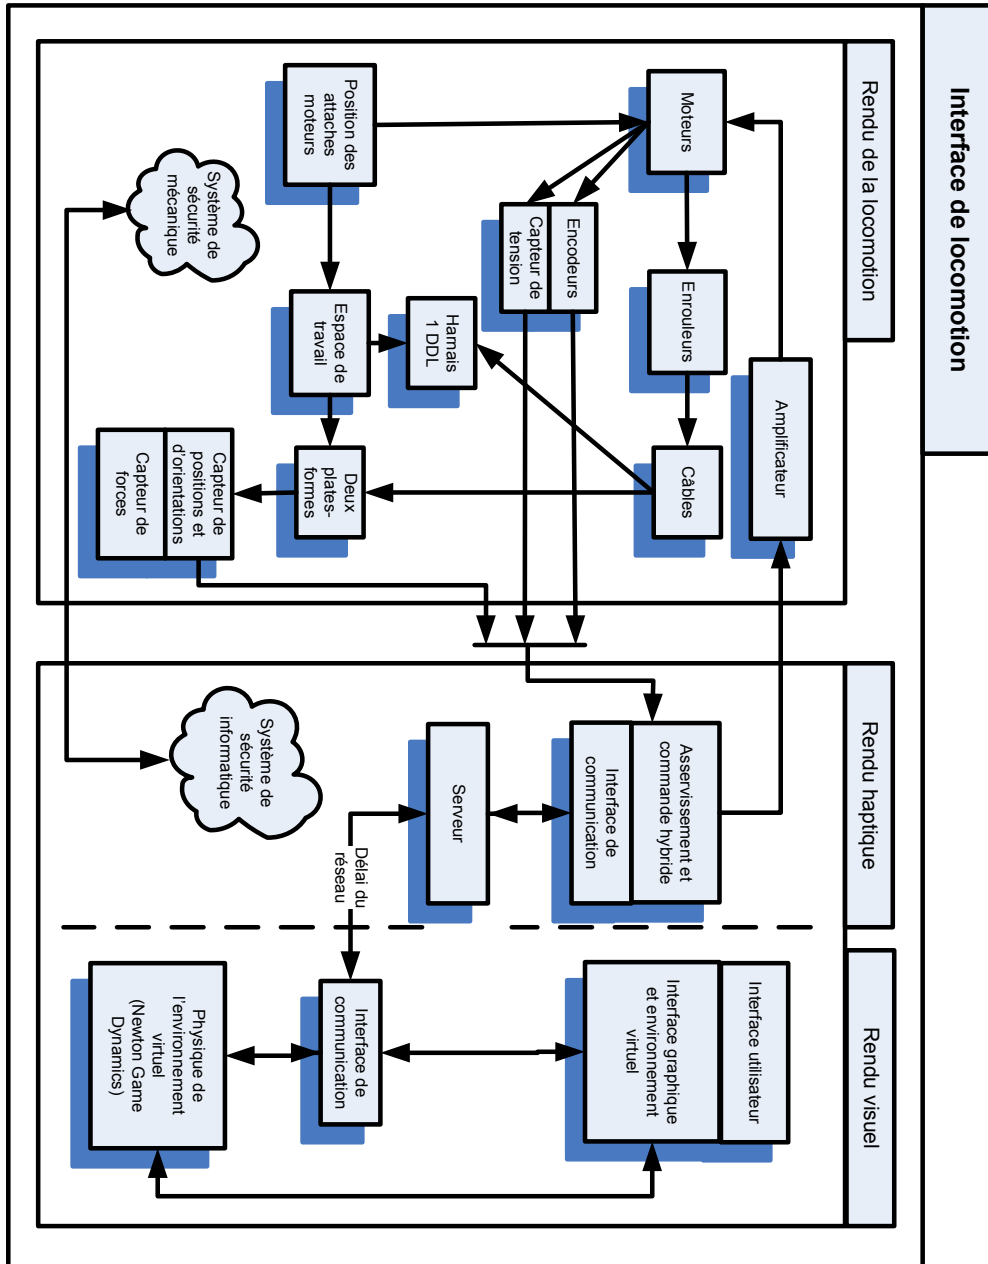 Interface de locomotion
Rendu de la locomotion
Rendu haptique
Rendu visuel
Amplificateur
Moteurs
Enrouleurs
Câbles
Encodeurs
Capteur de
tension
Position des
attaches
moteurs
Harnais
1 DDL
Espace de
travail
Deux
plates-
formes
Capteur de
positions et
d'orientations
Capteur de
forces
Système de
sécurité
mécanique
Asservissement et
commande hybride
Interface de
communication
Serveur
Délai du
réseau
Système de
sécurité
informatique
Interface utilisateur
Interface graphique
et environnement
virtuel
Interface de
communication
Physique de
l'environnement
virtuel
(Newton Game
Dynamics)